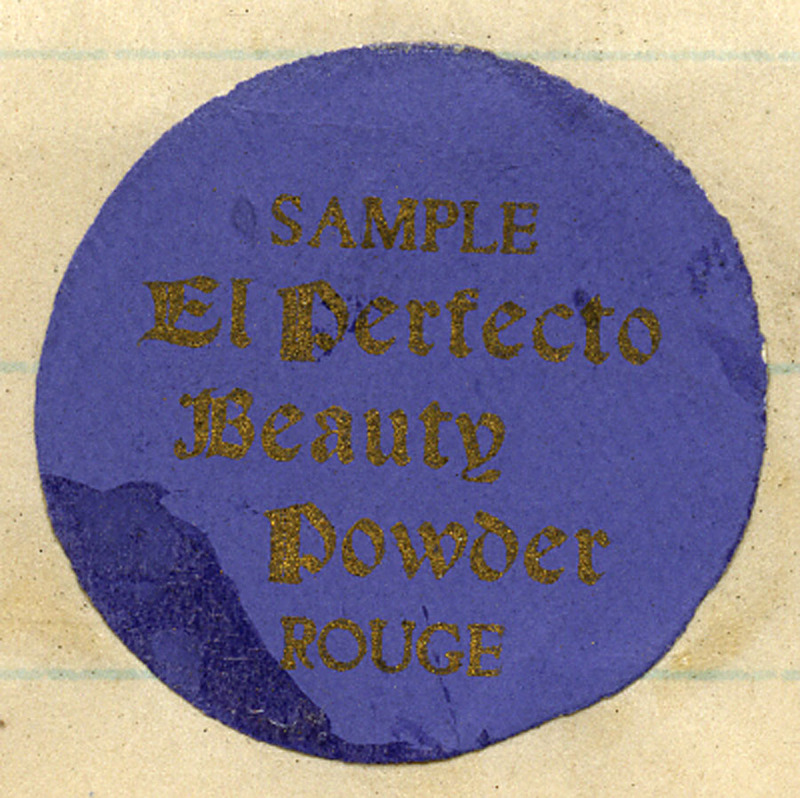 SAMPLE
El Perfecto
Beauty
Powder
ROUGE